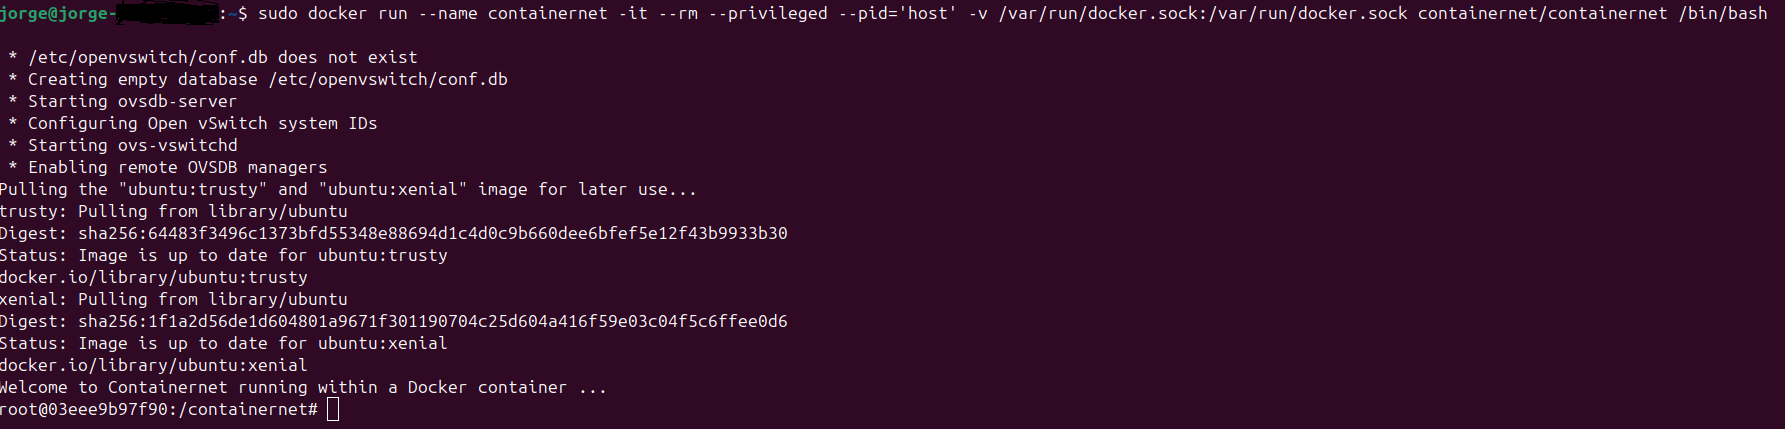 jorge@jorge-:~$ sudo docker run --name containernet -it --rm --privileged --pid='host' -v /var/run/docker.sock:/var/run/docker.sock containernet/containernet /bin/bash
* /etc/openvswitch/conf.db does not exist
* Creating empty database /etc/openvswitch/conf.db
* Starting ovsdb-server
* Configuring Open vSwitch system IDs
* Starting ovs-vswitchd
* Enabling remote OVSDB managers
Pulling the "ubuntu:trusty" and "ubuntu:xenial" image for later use...
trusty: Pulling from library/ubuntu
Digest: sha256:64483f3496c1373bfd55348e88694d1c4d0c9b660dee6bfef5e12f43b9933b30
Status: Image is up to date for ubuntu:trusty
docker.io/library/ubuntu:trusty
xenial: Pulling from library/ubuntu
Digest: sha256:1f1a2d56de1d604801a9671f301190704c25d604a416f59e03c04f5c6ffee0d6
Status: Image is up to date for ubuntu:xenial
docker.io/library/ubuntu:xenial
Welcome to Containernet running within a Docker container ...
root@03eee9b97f90:/containernet#